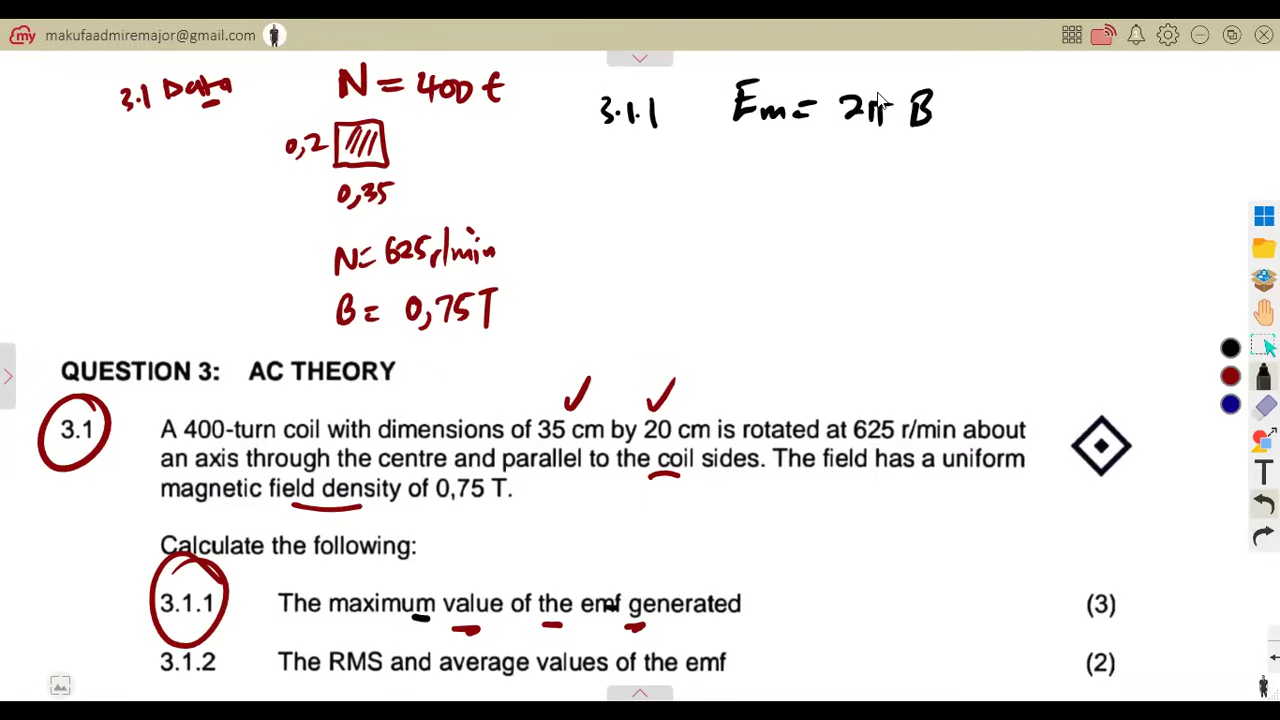 my makufaadmiremajor@gmail.com
3.1 Data
N = 400 t
0,2
0,35
N = 625 r/min
B = 0,75 T
3.1.1 Em = 2π B
QUESTION 3: AC THEORY
3.1 A 400-turn coil with dimensions of 35 cm by 20 cm is rotated at 625 r/min about
an axis through the centre and parallel to the coil sides. The field has a uniform
magnetic field density of 0,75 T.
Calculate the following:
3.1.1 The maximum value of the emf generated (3)
3.1.2 The RMS and average values of the emf (2)
T